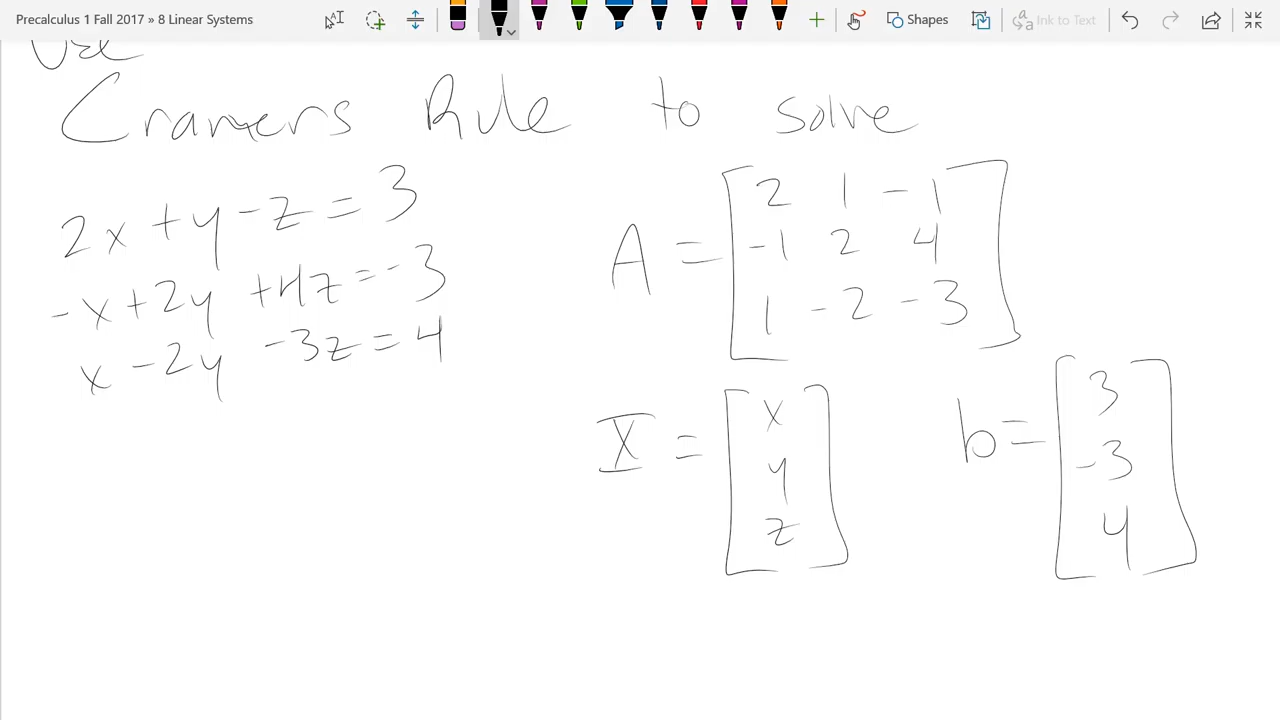 Precalculus 1 Fall 2017 » 8 Linear Systems
Shapes
Ink to Text
Use
Cramers Rule to solve
2x + y - z = 3
-x + 2y + 4z = -3
x - 2y - 3z = 4
A = [ 2 1 -1
-1 2 4
1 -2 -3 ]
X = [ x
y
z ]
b = [ 3
-3
4 ]